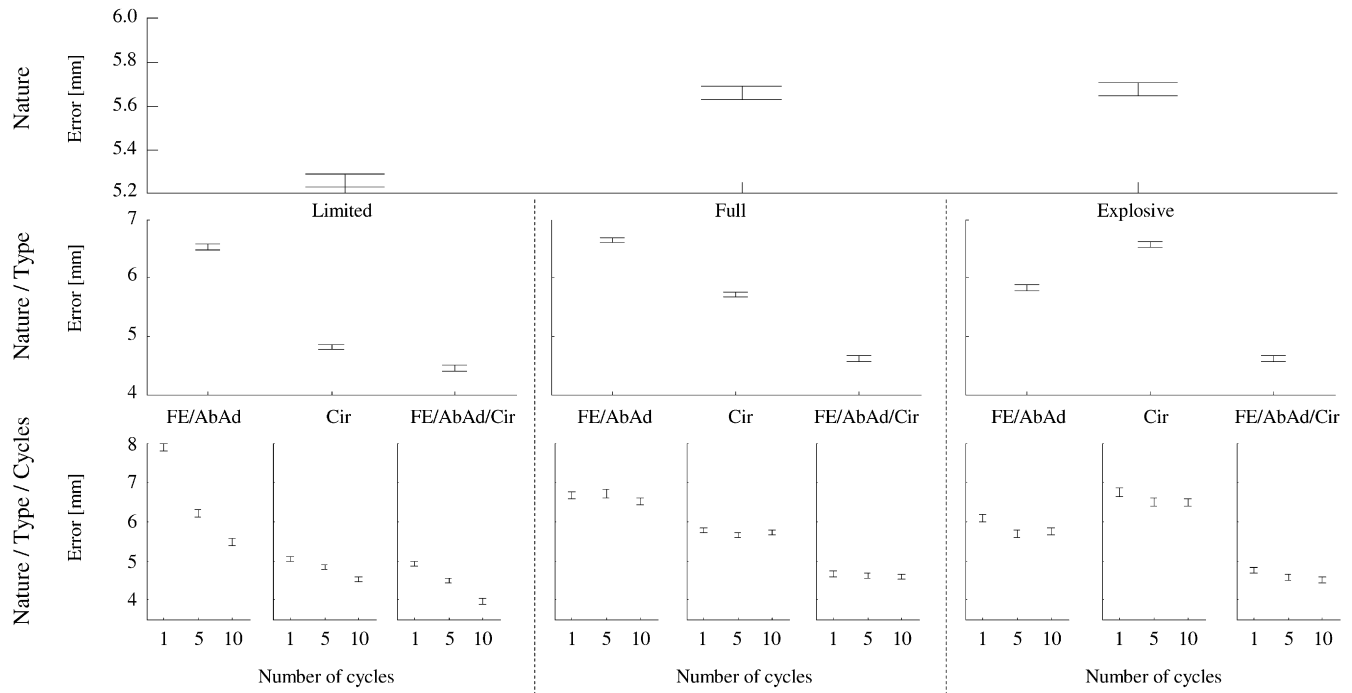 6.0
5.8
5.6
5.4
5.2
Nature
Error [mm]
Limited Full Explosive
7
6
5
4
Nature / Type
Error [mm]
FE/AbAd Cir FE/AbAd/Cir FE/AbAd Cir FE/AbAd/Cir FE/AbAd Cir FE/AbAd/Cir
8
7
6
5
4
Nature / Type / Cycles
Error [mm]
1 5 10 1 5 10 1 5 10 1 5 10 1 5 10 1 5 10 1 5 10 1 5 10 1 5 10
Number of cycles Number of cycles Number of cycles